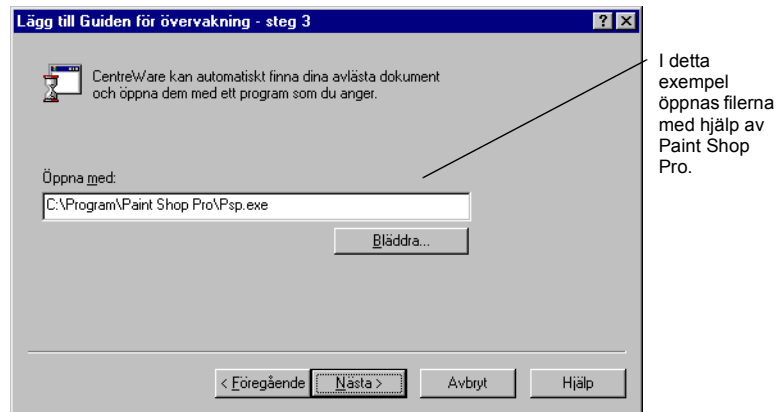 Lägg till Guiden för övervakning - steg 3
CentreWare kan automatiskt finna dina avlästa dokument
och öppna dem med ett program som du anger.
Öppna med:
C:\Program\Paint Shop Pro\Psp.exe
Bläddra...
< Föregående
Nästa >
Avbryt
Hjälp
I detta
exempel
öppnas filerna
med hjälp av
Paint Shop
Pro.